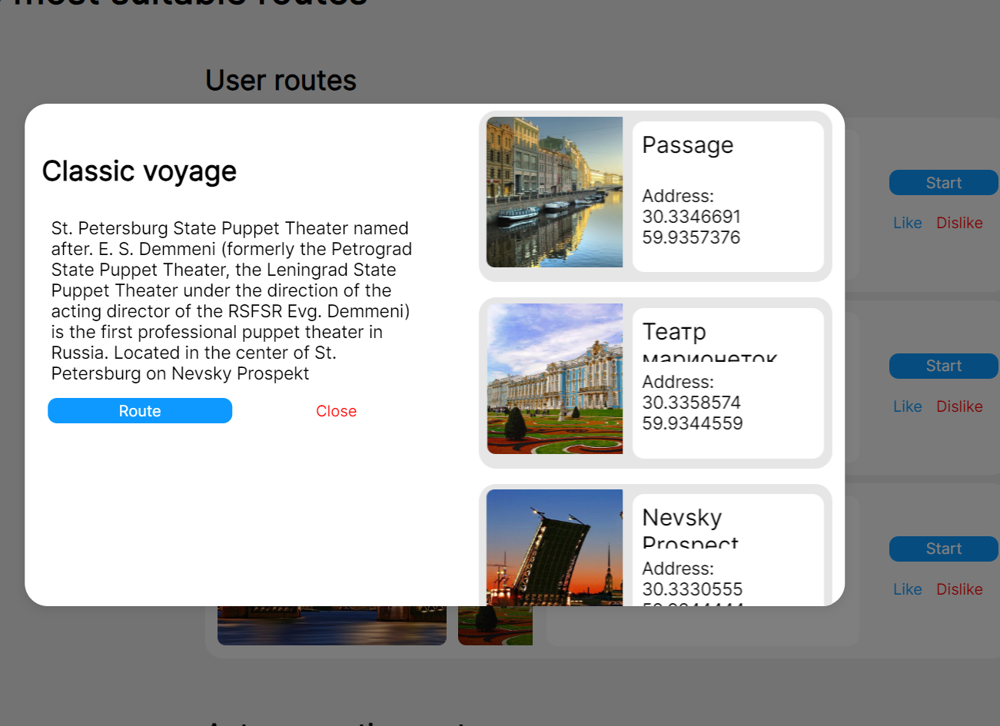 most suitable routes
User routes
Classic voyage
St. Petersburg State Puppet Theater named
after. E. S. Demmeni (formerly the Petrograd
State Puppet Theater, the Leningrad State
Puppet Theater under the direction of the
acting director of the RSFSR Evg. Demmeni)
is the first professional puppet theater in
Russia. Located in the center of St.
Petersburg on Nevsky Prospekt
Route
Close
Passage
Address:
30.3346691
59.9357376
Театр
марионеток
Address:
30.3358574
59.9344559
Nevsky
Prospect
Address:
30.3330555
Start
Like Dislike
Start
Like Dislike
Start
Like Dislike